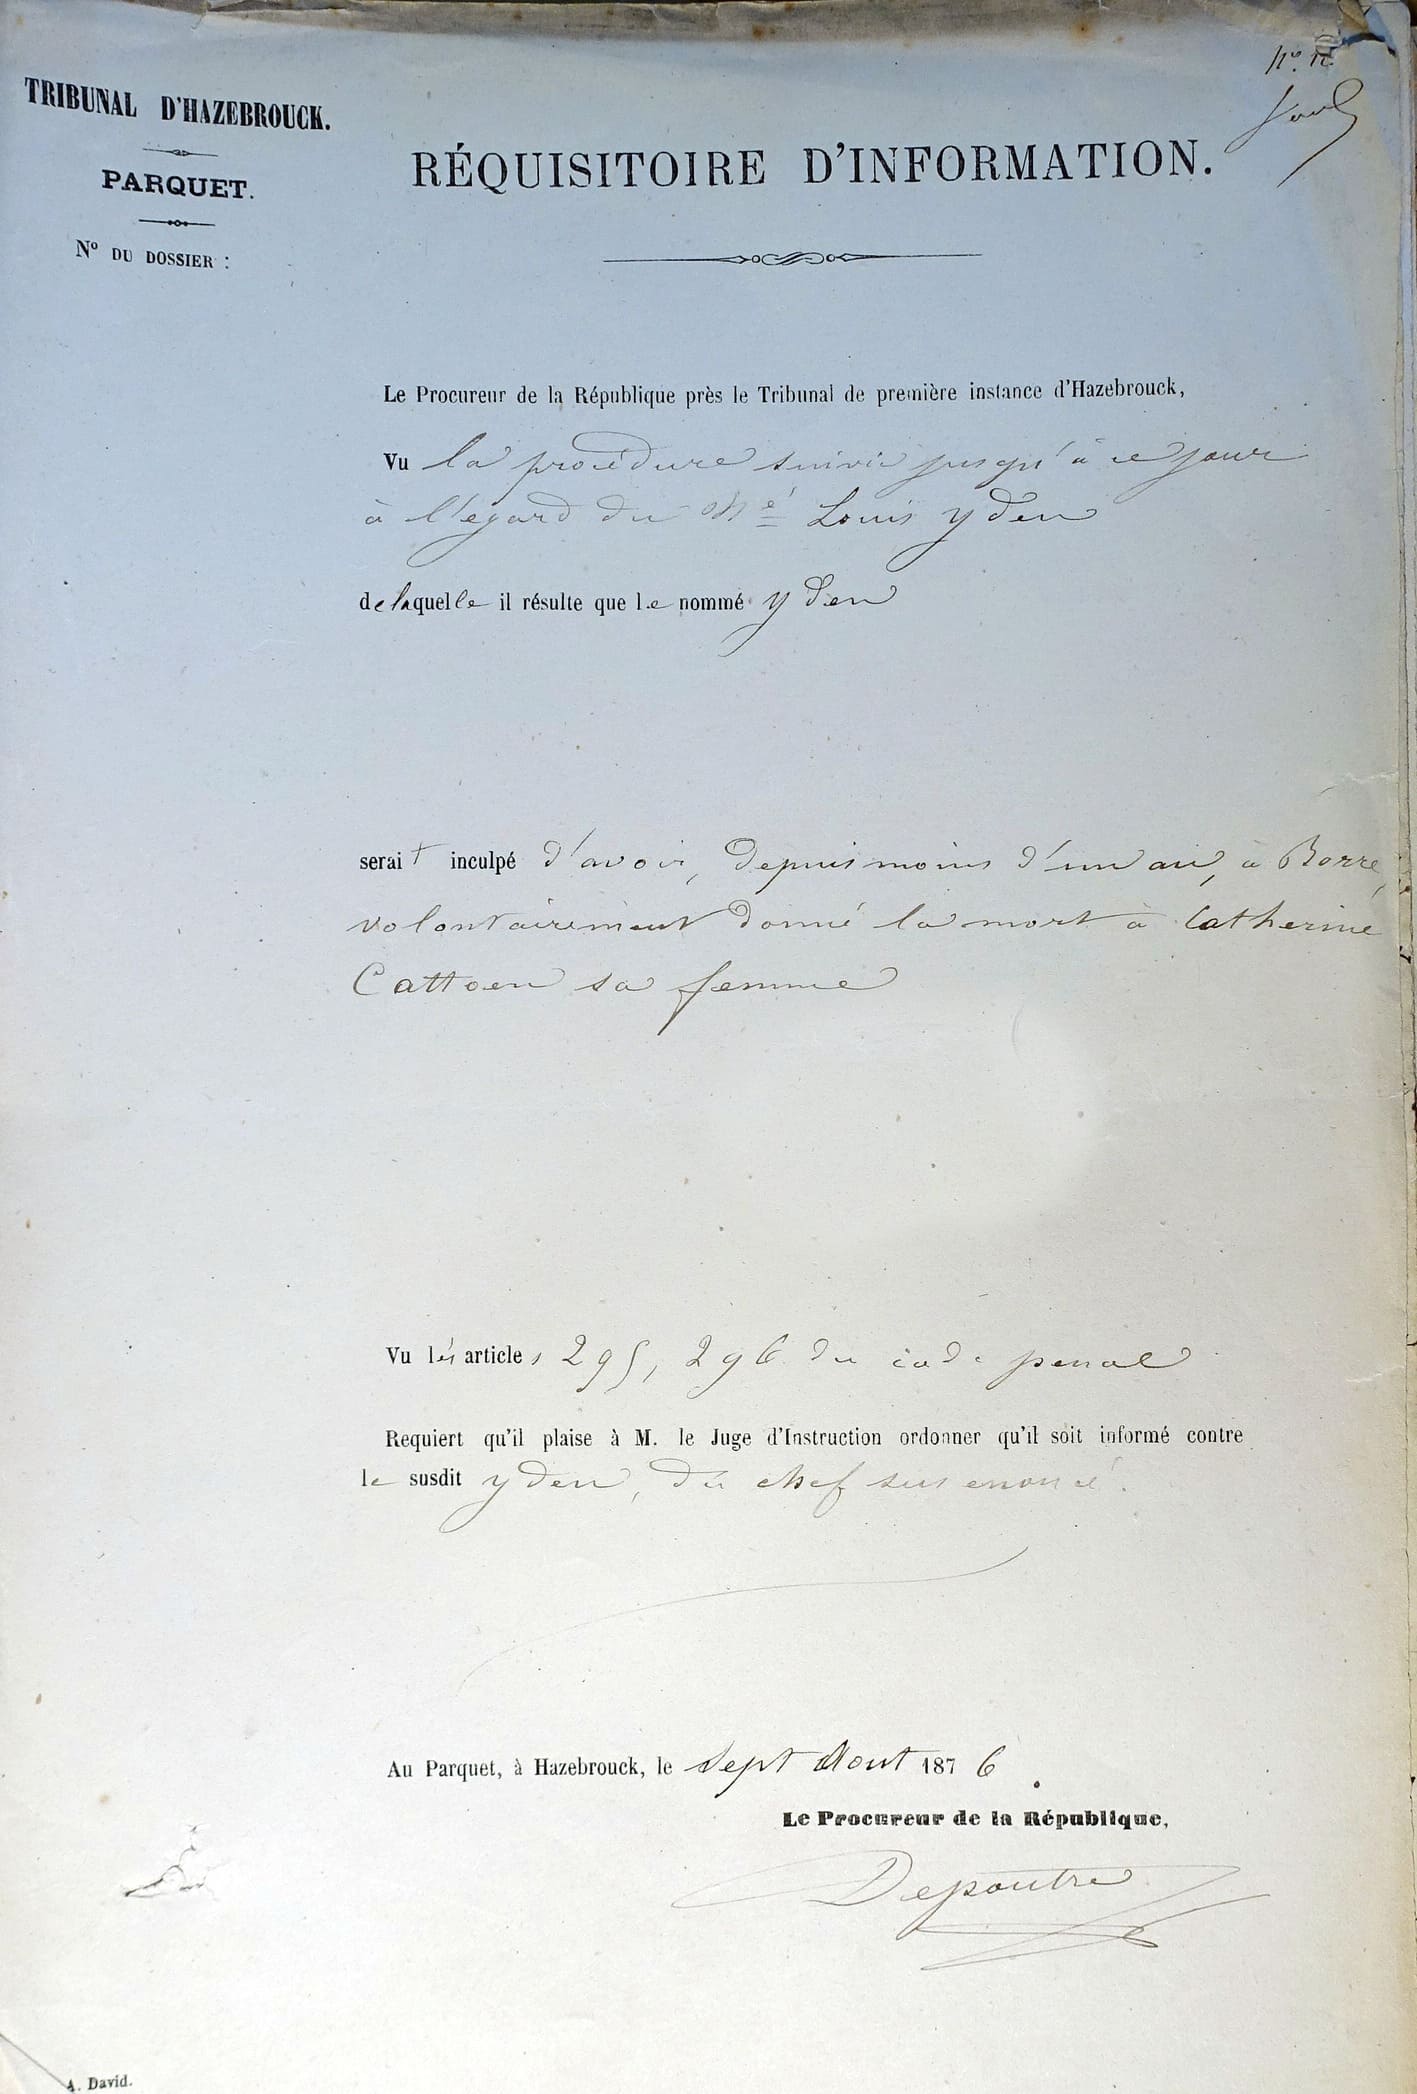 TRIBUNAL D'HAZEBROUCK.
PARQUET.
N° DU DOSSIER :
RÉQUISITOIRE D'INFORMATION.
Le Procureur de la République près le Tribunal de première instance d'Hazebrouck,
Vu la procédure suivie jusqu'à ce jour
à l'egard du né Louis yden
de laquelle il résulte que le nommé yden
serait inculpé d'avoir, depuis moins d'un an, à Borre,
volontairement donné la mort à Catherine
Cattoen sa femme
Vu les articles 295, 296 du code penal
Requiert qu'il plaise à M. le Juge d'Instruction ordonner qu'il soit informé contre
le susdit yden, du chef sus enoncé.
Au Parquet, à Hazebrouck, le sept Aout 1876.
Le Procureur de la République,
Depoutre
A. David.